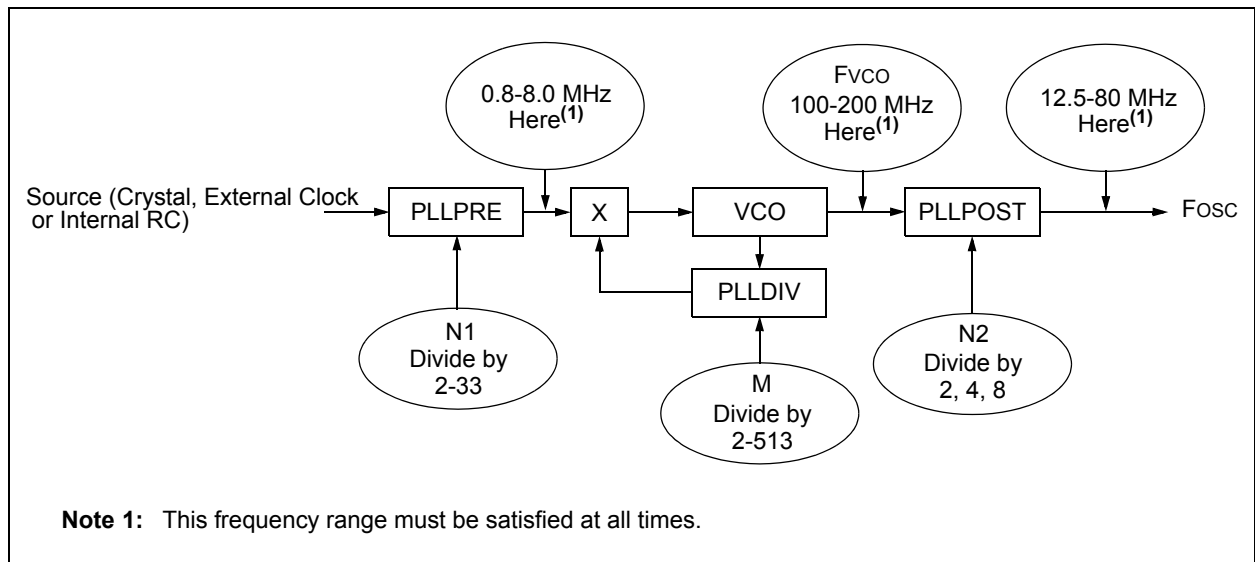 0.8-8.0 MHz
Here(1)
FVCO
100-200 MHz
Here(1)
12.5-80 MHz
Here(1)
Source (Crystal, External Clock
or Internal RC)
PLLPRE
X
VCO
PLLPOST
FOSC
PLLDIV
N1
Divide by
2-33
M
Divide by
2-513
N2
Divide by
2, 4, 8
Note 1: This frequency range must be satisfied at all times.